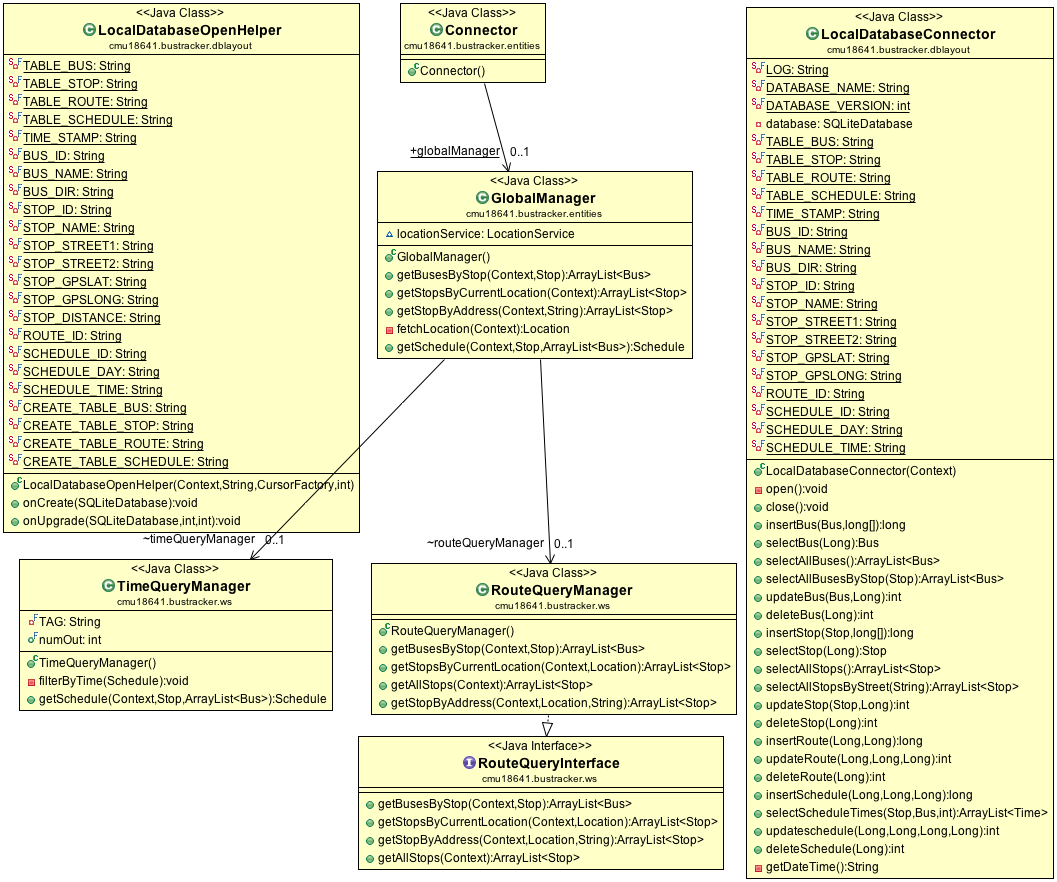 <<Java Class>>
LocalDatabaseOpenHelper
cmu18641.bustracker.dblayout
TABLE_BUS: String
TABLE_STOP: String
TABLE_ROUTE: String
TABLE_SCHEDULE: String
TIME_STAMP: String
BUS_ID: String
BUS_NAME: String
BUS_DIR: String
STOP_ID: String
STOP_NAME: String
STOP_STREET1: String
STOP_STREET2: String
STOP_GPSLAT: String
STOP_GPSLONG: String
STOP_DISTANCE: String
ROUTE_ID: String
SCHEDULE_ID: String
SCHEDULE_DAY: String
SCHEDULE_TIME: String
CREATE_TABLE_BUS: String
CREATE_TABLE_STOP: String
CREATE_TABLE_ROUTE: String
CREATE_TABLE_SCHEDULE: String
LocalDatabaseOpenHelper(Context,String,CursorFactory,int)
onCreate(SQLiteDatabase):void
onUpgrade(SQLiteDatabase,int,int):void
<<Java Class>>
Connector
cmu18641.bustracker.entities
Connector()
+globalManager 0..1
<<Java Class>>
GlobalManager
cmu18641.bustracker.entities
locationService: LocationService
GlobalManager()
getBusesByStop(Context,Stop):ArrayList<Bus>
getStopsByCurrentLocation(Context):ArrayList<Stop>
getStopByAddress(Context,String):ArrayList<Stop>
fetchLocation(Context):Location
getSchedule(Context,Stop,ArrayList<Bus>):Schedule
~timeQueryManager 0..1
~routeQueryManager 0..1
<<Java Class>>
TimeQueryManager
cmu18641.bustracker.ws
TAG: String
numOut: int
TimeQueryManager()
filterByTime(Schedule):void
getSchedule(Context,Stop,ArrayList<Bus>):Schedule
<<Java Class>>
RouteQueryManager
cmu18641.bustracker.ws
RouteQueryManager()
getBusesByStop(Context,Stop):ArrayList<Bus>
getStopsByCurrentLocation(Context,Location):ArrayList<Stop>
getAllStops(Context):ArrayList<Stop>
getStopByAddress(Context,Location,String):ArrayList<Stop>
<<Java Interface>>
RouteQueryInterface
cmu18641.bustracker.ws
getBusesByStop(Context,Stop):ArrayList<Bus>
getStopsByCurrentLocation(Context,Location):ArrayList<Stop>
getStopByAddress(Context,Location,String):ArrayList<Stop>
getAllStops(Context):ArrayList<Stop>
<<Java Class>>
LocalDatabaseConnector
cmu18641.bustracker.dblayout
LOG: String
DATABASE_NAME: String
DATABASE_VERSION: int
database: SQLiteDatabase
TABLE_BUS: String
TABLE_STOP: String
TABLE_ROUTE: String
TABLE_SCHEDULE: String
TIME_STAMP: String
BUS_ID: String
BUS_NAME: String
BUS_DIR: String
STOP_ID: String
STOP_NAME: String
STOP_STREET1: String
STOP_STREET2: String
STOP_GPSLAT: String
STOP_GPSLONG: String
ROUTE_ID: String
SCHEDULE_ID: String
SCHEDULE_DAY: String
SCHEDULE_TIME: String
LocalDatabaseConnector(Context)
open():void
close():void
insertBus(Bus,long[]):long
selectBus(Long):Bus
selectAllBuses():ArrayList<Bus>
selectAllBusesByStop(Stop):ArrayList<Bus>
updateBus(Bus,Long):int
deleteBus(Long):int
insertStop(Stop,long[]):long
selectStop(Long):Stop
selectAllStops():ArrayList<Stop>
selectAllStopsByStreet(String):ArrayList<Stop>
updateStop(Stop,Long):int
deleteStop(Long):int
insertRoute(Long,Long):long
updateRoute(Long,Long,Long):int
deleteRoute(Long):int
insertSchedule(Long,Long,Long):long
selectScheduleTimes(Stop,Bus,int):ArrayList<Time>
updateschedule(Long,Long,Long,Long):int
deleteSchedule(Long):int
getDateTime():String